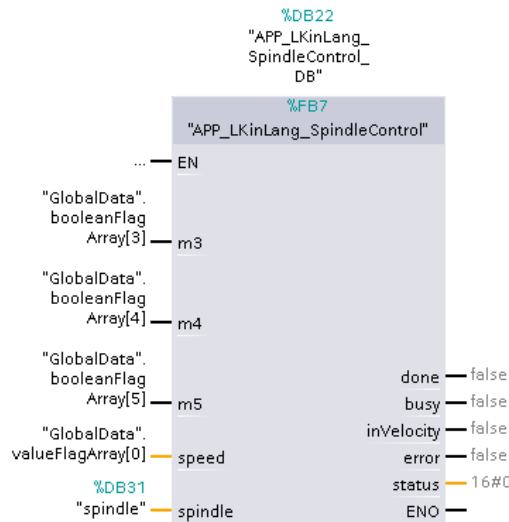 %DB22
"APP_LKinLang_
SpindleControl_
DB"
%FB7
"APP_LKinLang_SpindleControl"
... EN
"GlobalData".
booleanFlag
Array[3] m3
"GlobalData".
booleanFlag
Array[4] m4
"GlobalData".
booleanFlag
Array[5] m5
done false
busy false
inVelocity false
error false
status 16#0
ENO
"GlobalData".
valueFlagArray[0] speed
%DB31
"spindle" spindle